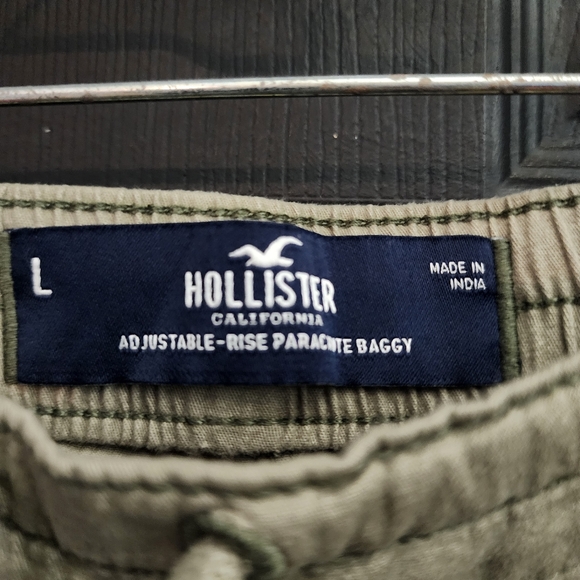 L
HOLLISTER
CALIFORNIA
ADJUSTABLE-RISE PARACHUTE BAGGY
MADE IN
INDIA